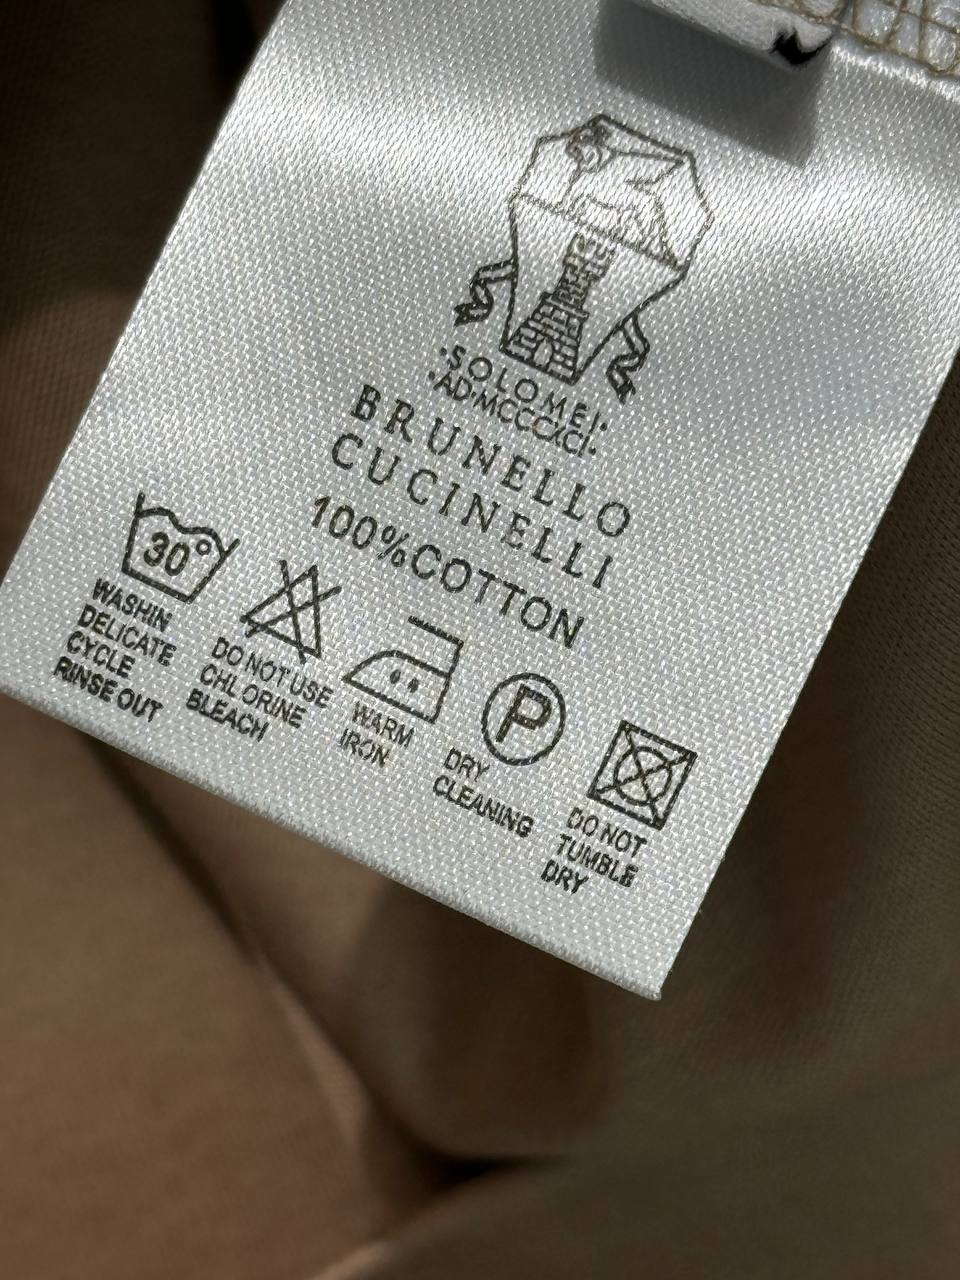 ·SOLOMEI·
·AD·MCCCXCI·
BRUNELLO
CUCINELLI
100%COTTON
30°
WASHIN
DELICATE
CYCLE
RINSE OUT
DO NOT USE
CHLORINE
BLEACH
WARM
IRON
P
DRY
CLEANING
DO NOT
TUMBLE
DRY